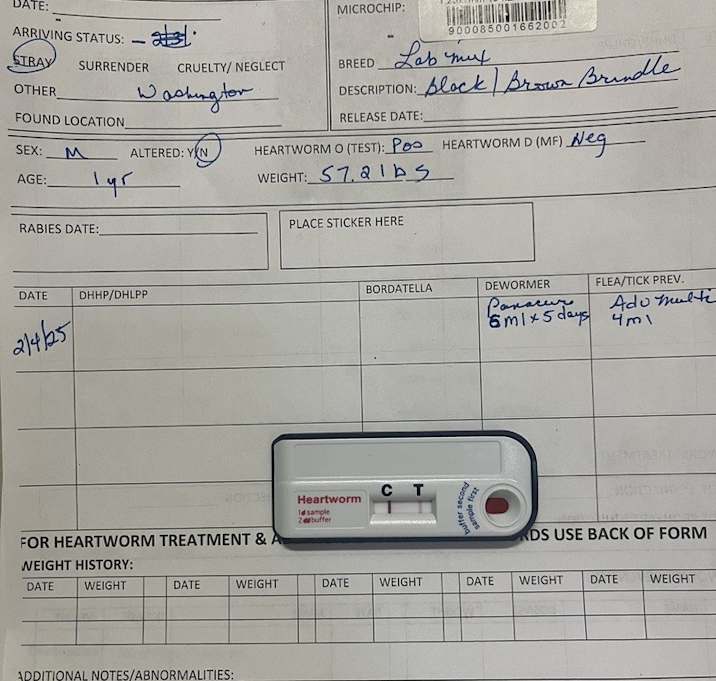 DATE:
MICROCHIP:
900085001662002
ARRIVING STATUS: -
STRAY SURRENDER CRUELTY/ NEGLECT
BREED Lab mix
OTHER Washington
DESCRIPTION: Black / Brown Brindle
FOUND LOCATION
RELEASE DATE:
SEX: M ALTERED: Y/N HEARTWORM O (TEST): Pos HEARTWORM D (MF) Neg
AGE: 1 yr WEIGHT: 57.2 lbs
RABIES DATE:
PLACE STICKER HERE
DATE DHHP/DHLPP BORDATELLA DEWORMER FLEA/TICK PREV.
2/4/25 Panacur Adv multi
6ml x 5 days 4ml
C T
Heartworm
1 sample
2 buffer
buffer second
sample first
FOR HEARTWORM TREATMENT & A RDS USE BACK OF FORM
WEIGHT HISTORY:
DATE WEIGHT DATE WEIGHT DATE WEIGHT DATE WEIGHT DATE WEIGHT
ADDITIONAL NOTES/ABNORMALITIES: